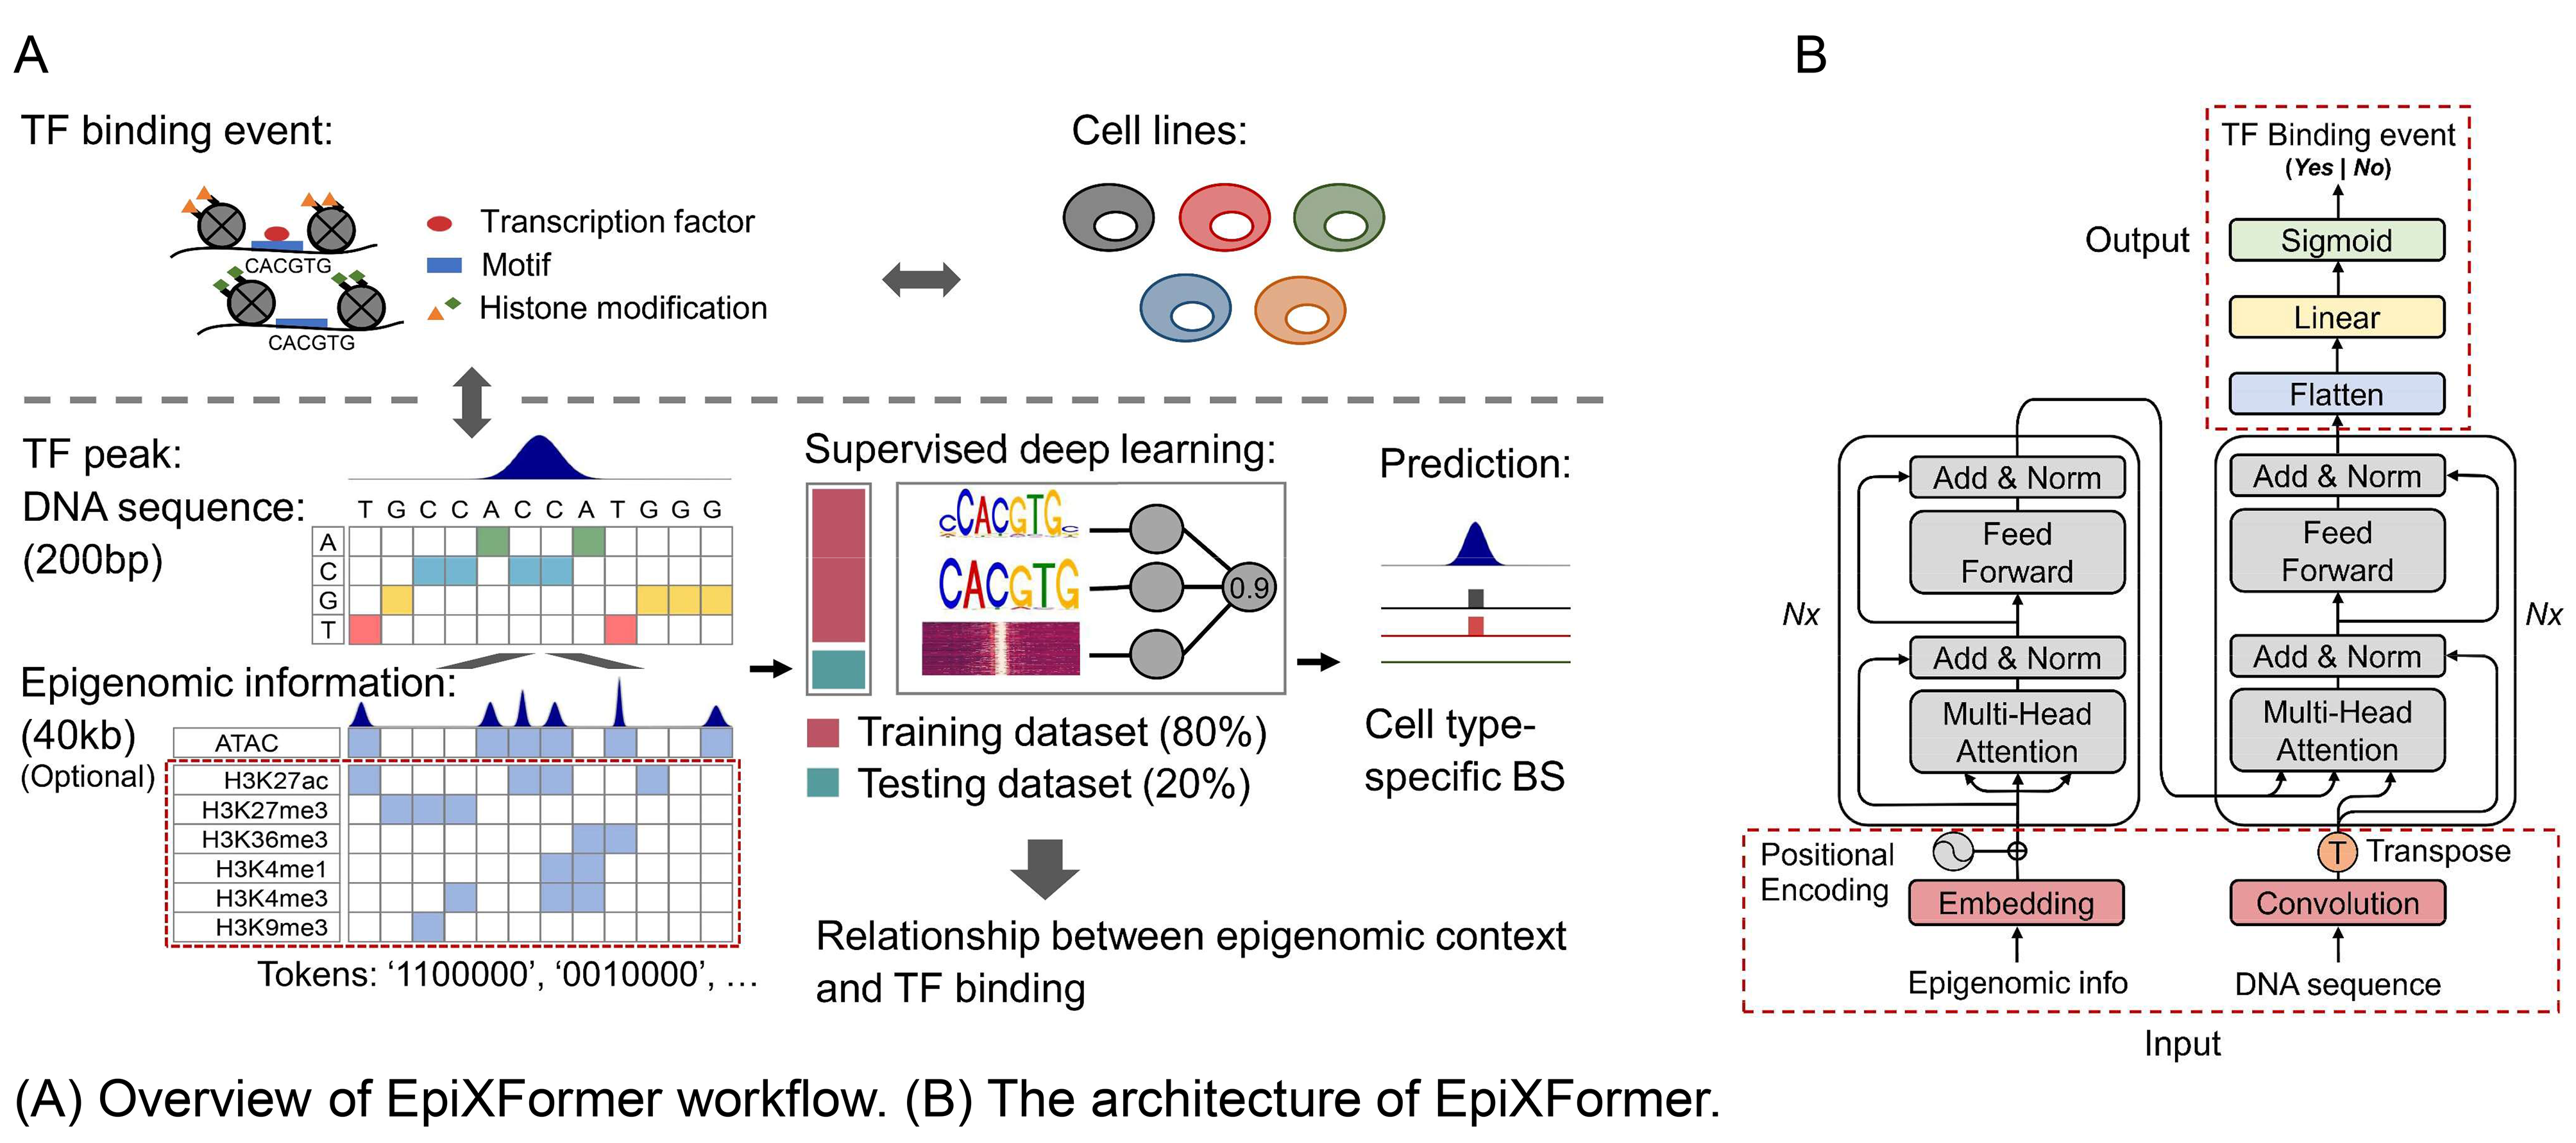 A
TF binding event:
CACGTG
CACGTG
Transcription factor
Motif
Histone modification
Cell lines:
TF peak:
DNA sequence:
(200bp)
T G C C A C C A T G G G
A
C
G
T
Epigenomic information:
(40kb)
(Optional)
ATAC
H3K27ac
H3K27me3
H3K36me3
H3K4me1
H3K4me3
H3K9me3
Tokens: ‘1100000’, ‘0010000’, …
Supervised deep learning:
CCACGTGC
CACGTG
0.9
Training dataset (80%)
Testing dataset (20%)
Prediction:
Cell type-
specific BS
Relationship between epigenomic context
and TF binding
B
TF Binding event
(Yes | No)
Output
Sigmoid
Linear
Flatten
Nx
Add & Norm
Feed
Forward
Add & Norm
Multi-Head
Attention
Add & Norm
Feed
Forward
Add & Norm
Multi-Head
Attention
Nx
Positional
Encoding
T
Transpose
Embedding
Convolution
Epigenomic info
DNA sequence
Input
(A) Overview of EpiXFormer workflow. (B) The architecture of EpiXFormer.